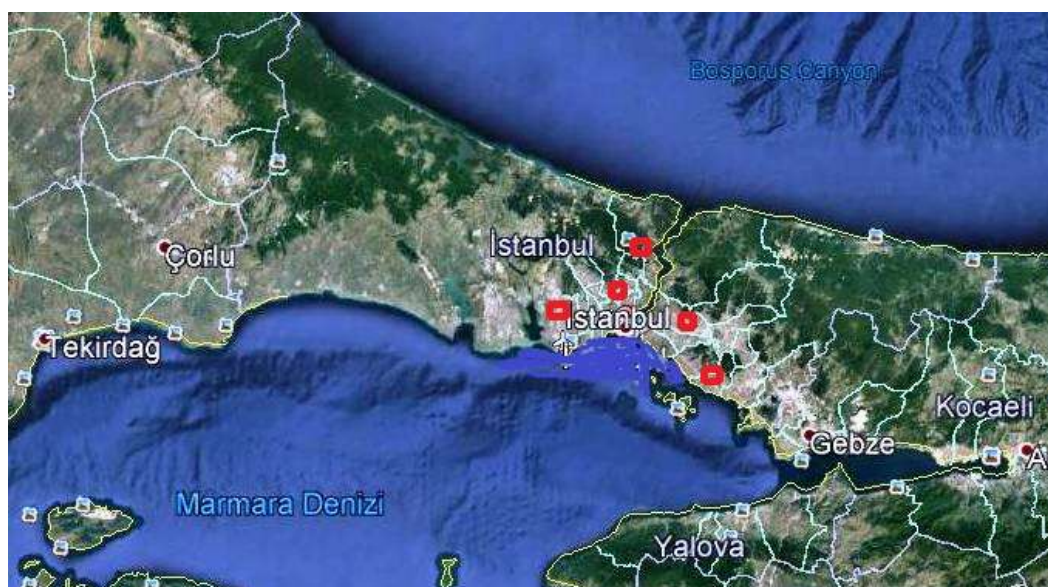 Bosporus Canyon
İstanbul
Çorlu
İstanbul
Tekirdağ
Kocaeli
Gebze
A
Marmara Denizi
Yalova